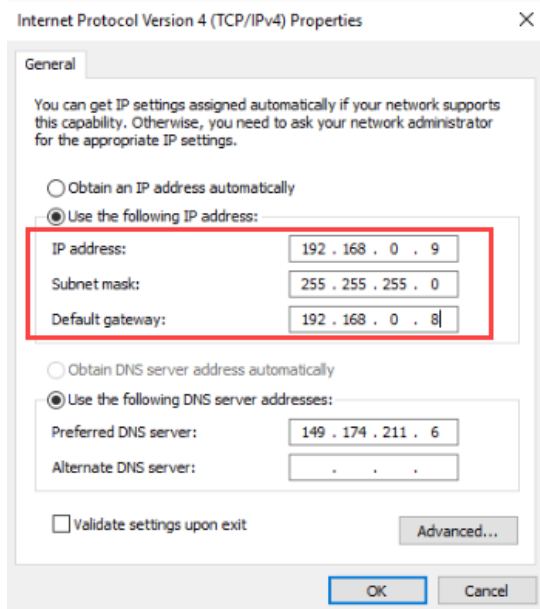 Internet Protocol Version 4 (TCP/IPv4) Properties
General
You can get IP settings assigned automatically if your network supports
this capability. Otherwise, you need to ask your network administrator
for the appropriate IP settings.
Obtain an IP address automatically
Use the following IP address:
IP address: 192 . 168 . 0 . 9
Subnet mask: 255 . 255 . 255 . 0
Default gateway: 192 . 168 . 0 . 8
Obtain DNS server address automatically
Use the following DNS server addresses:
Preferred DNS server: 149 . 174 . 211 . 6
Alternate DNS server: . . .
Validate settings upon exit
Advanced...
OK Cancel